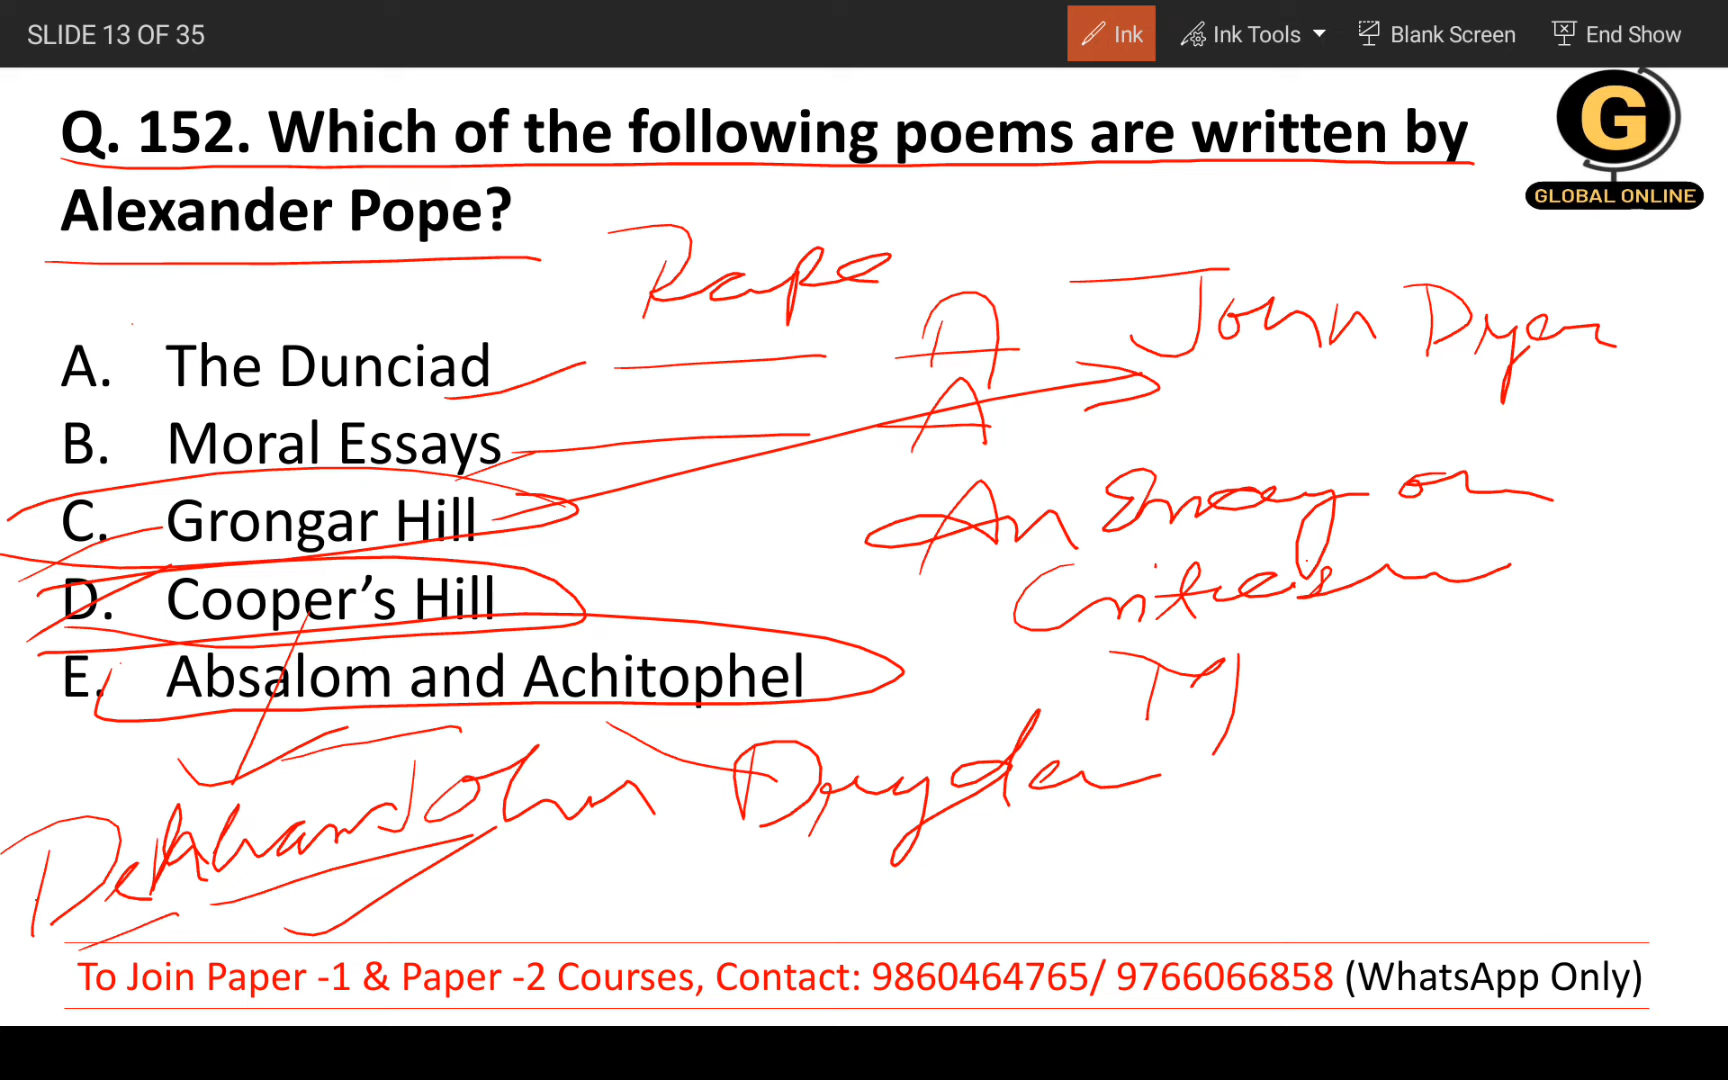 SLIDE 13 OF 35
Ink
Ink Tools
Blank Screen
End Show
Q. 152. Which of the following poems are written by
Alexander Pope?
G
GLOBAL ONLINE
Rape
John Dyer
A. The Dunciad
A
B. Moral Essays
A
C. Grongar Hill
An Essay on
D. Cooper's Hill
Criticism
E. Absalom and Achitophel
John Dryden
To Join Paper -1 & Paper -2 Courses, Contact: 9860464765/ 9766066858 (WhatsApp Only)